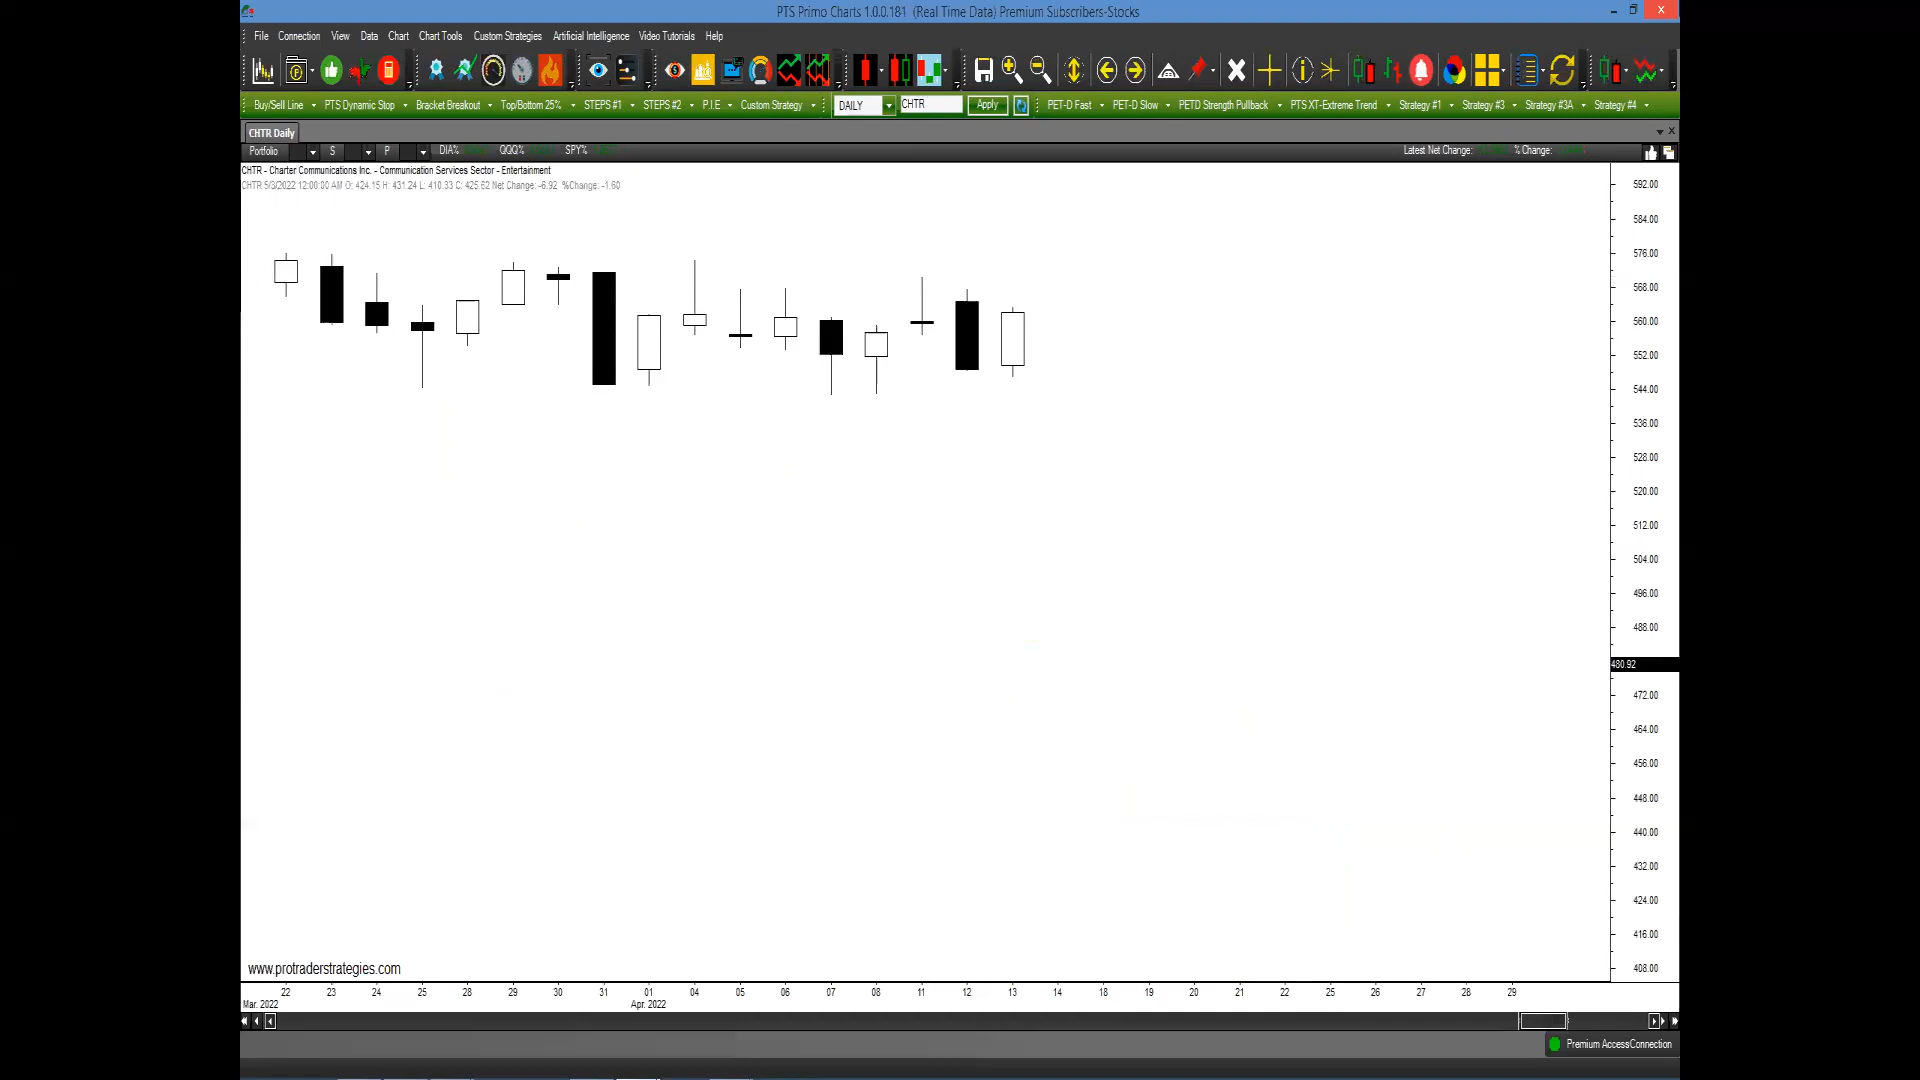 PTS Primo Charts 1.0.0.181 (Real Time Data) Premium Subscribers-Stocks
File Connection View Data Chart Chart Tools Custom Strategies Artificial Intelligence Video Tutorials Help
Buy/Sell Line PTS Dynamic Stop Bracket Breakout Top/Bottom 25% STEPS #1 STEPS #2 P.I.E Custom Strategy DAILY CHTR Apply PET-D Fast PET-D Slow PETD Strength Pullback PTS XT-Extreme Trend Strategy #1 Strategy #3 Strategy #3A Strategy #4
CHTR Daily
Portfolio S P DIA% QQQ% SPY% Latest Net Change: % Change:
CHTR - Charter Communications Inc. - Communication Services Sector - Entertainment
CHTR 5/3/2022 12:00:00 AM O: 424.15 H: 431.24 L: 410.33 C: 425.62 Net Change: -6.92 %Change: -1.60
592.00
584.00
576.00
568.00
560.00
552.00
544.00
536.00
528.00
520.00
512.00
504.00
496.00
488.00
480.92
472.00
464.00
456.00
448.00
440.00
432.00
424.00
416.00
408.00
www.protraderstrategies.com
22 23 24 25 28 29 30 31 01 04 05 06 07 08 11 12 13 14 18 19 20 21 22 25 26 27 28 29
Mar. 2022 Apr. 2022
Premium AccessConnection